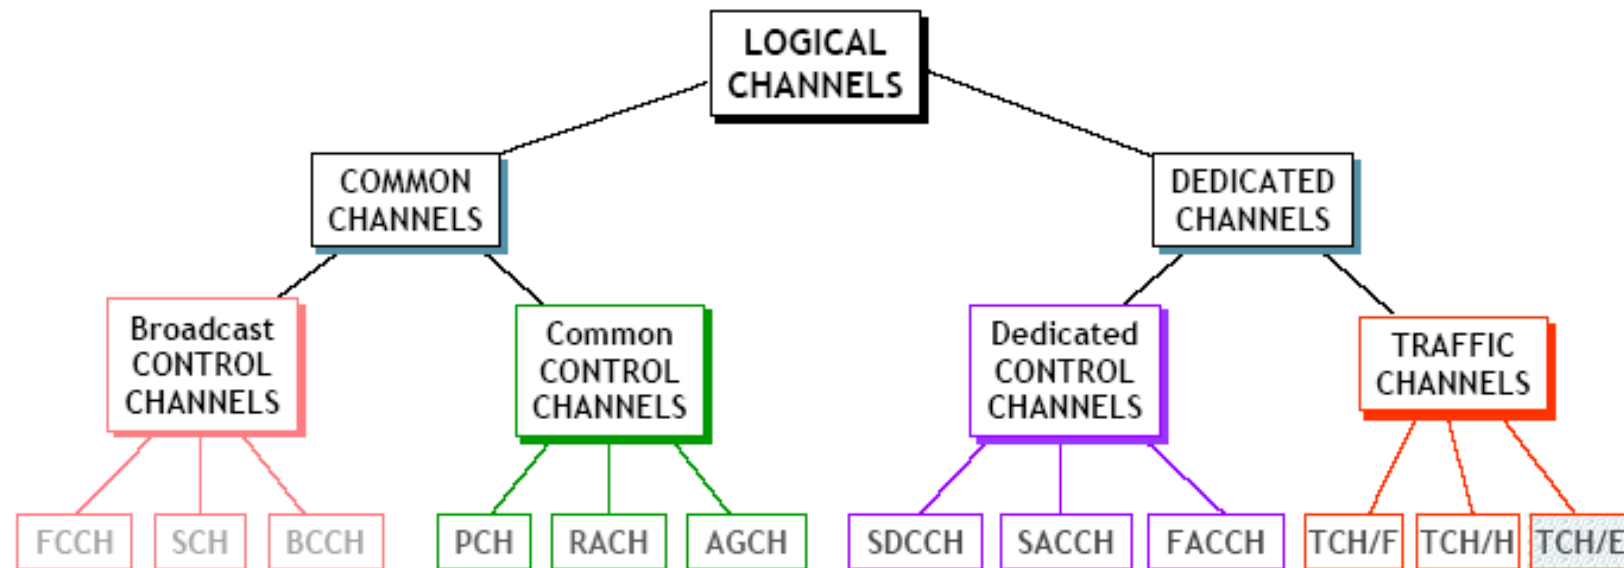 LOGICAL
CHANNELS
COMMON
CHANNELS
DEDICATED
CHANNELS
Broadcast
CONTROL
CHANNELS
Common
CONTROL
CHANNELS
Dedicated
CONTROL
CHANNELS
TRAFFIC
CHANNELS
FCCH
SCH
BCCH
PCH
RACH
AGCH
SDCCH
SACCH
FACCH
TCH/F
TCH/H
TCH/E